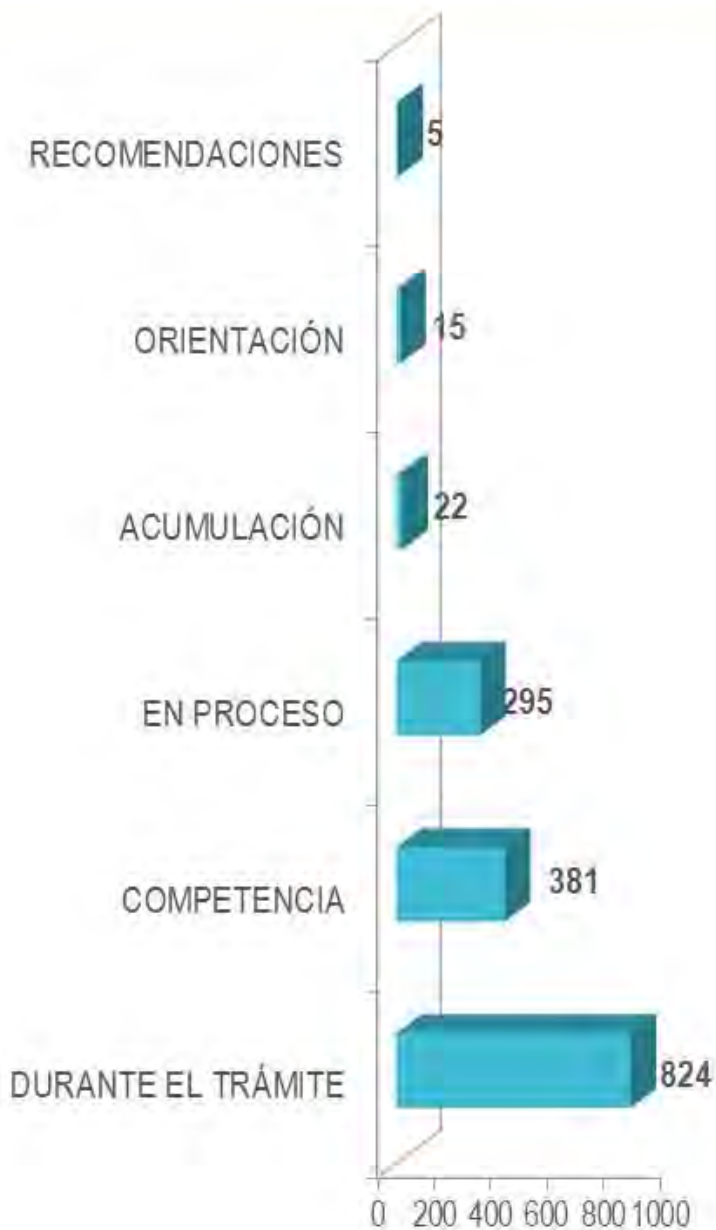 RECOMENDACIONES 5
ORIENTACIÓN 15
ACUMULACIÓN 22
EN PROCESO 295
COMPETENCIA 381
DURANTE EL TRÁMITE 824
0 200 400 600 800 1000